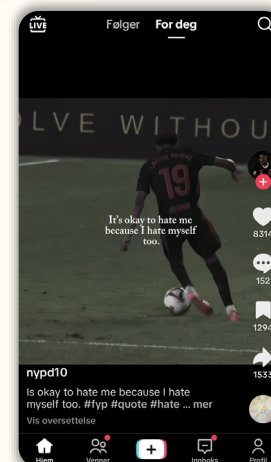 LIVE
Følger For deg
OLVE WITHOU
19
It's okay to hate me
because I hate myself
too.
8314
152
1294
1533
nypd10
Is okay to hate me because I hate
myself too. #fyp #quote #hate ... mer
Vis oversettelse
Hjem Venner Innboks Profil